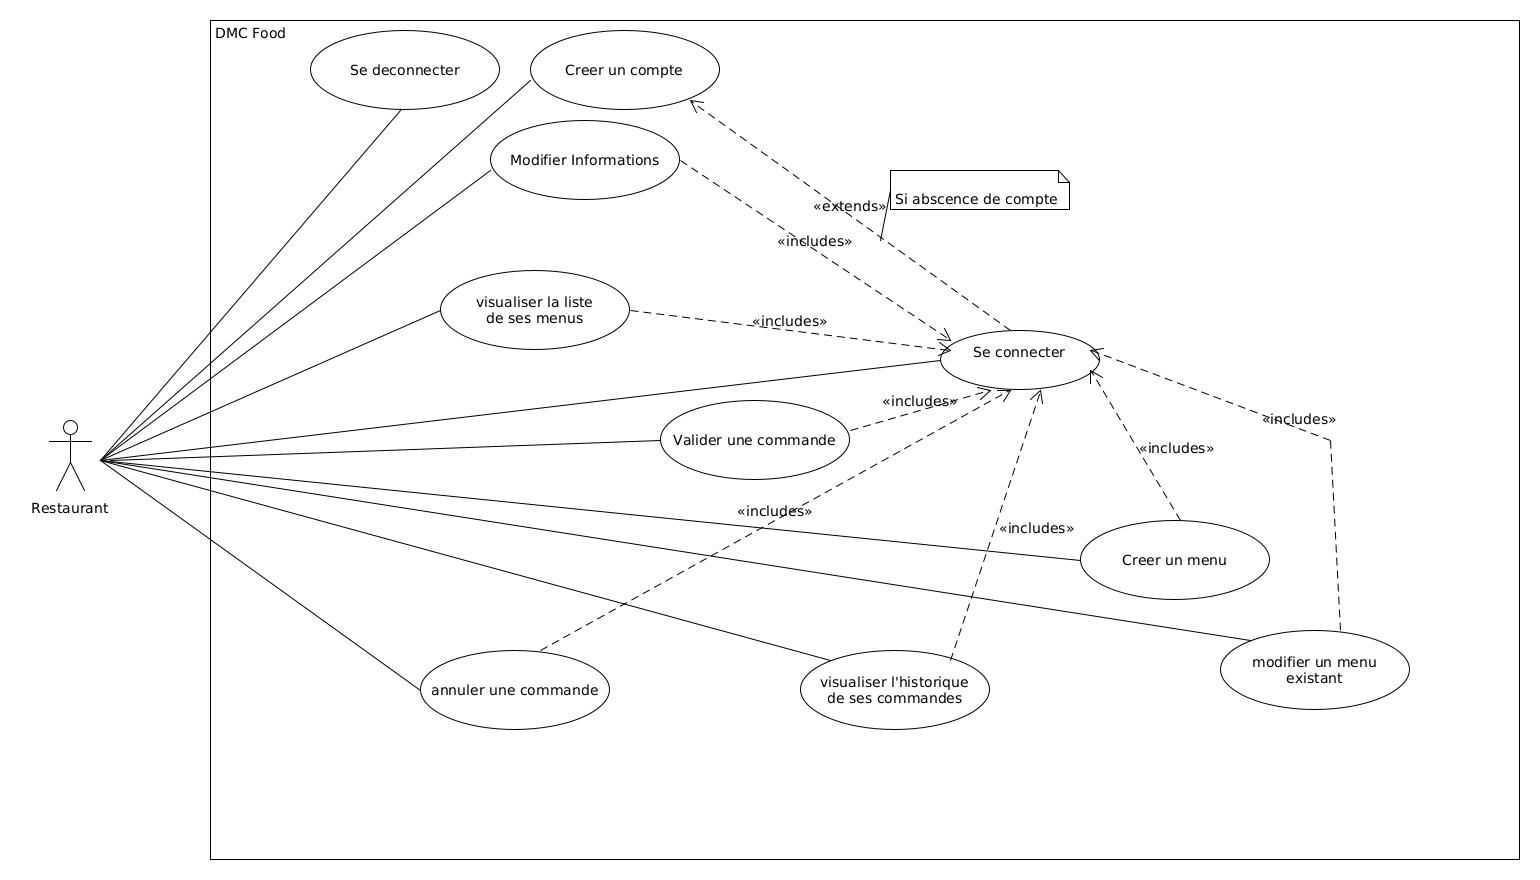 DMC Food
Se deconnecter
Creer un compte
Modifier Informations
Si abscence de compte
«extends»
«includes»
visualiser la liste
de ses menus
«includes»
Se connecter
«includes»
Valider une commande
«includes»
«includes»
Restaurant
«includes»
«includes»
Creer un menu
annuler une commande
visualiser l'historique
de ses commandes
modifier un menu
existant